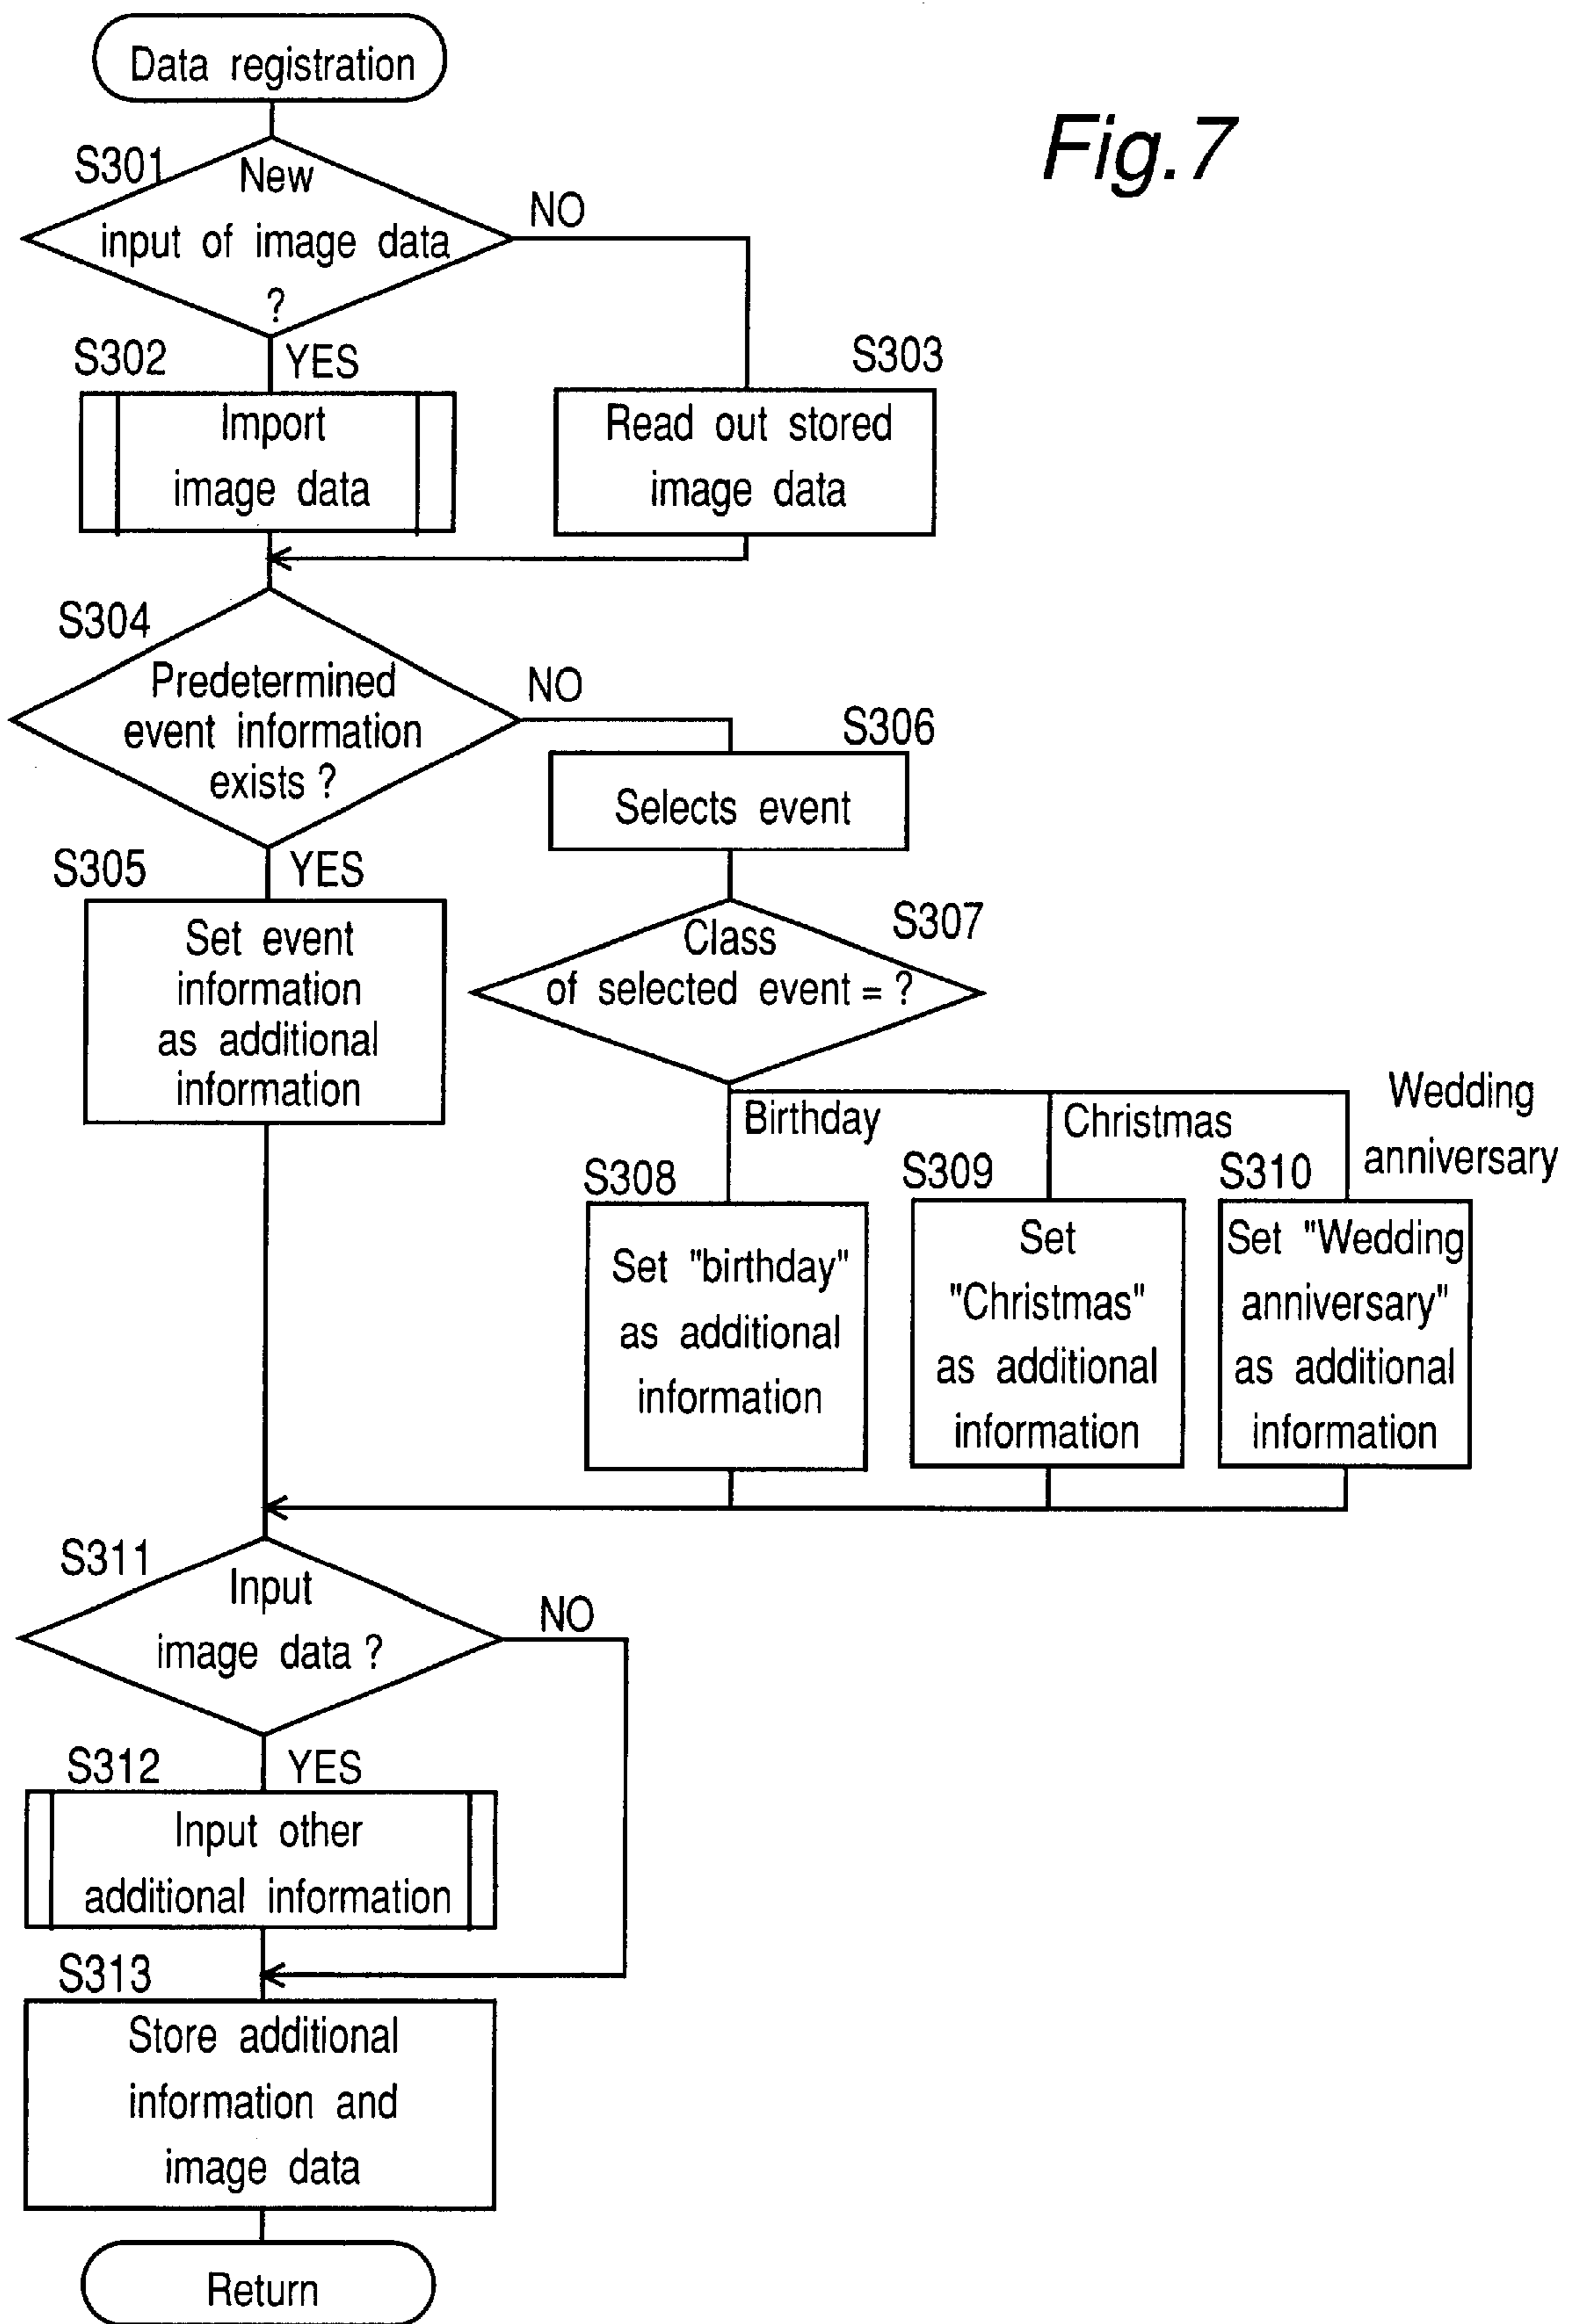 Data registration
Fig.7
S301
New
input of image data
?
NO
S302
YES
S303
Import
image data
Read out stored
image data
S304
Predetermined
event information
exists ?
NO
S306
Selects event
S305
YES
S307
Set event
information
as additional
information
Class
of selected event = ?
Birthday
Christmas
Wedding
anniversary
S308
S309
S310
Set "birthday"
as additional
information
Set
"Christmas"
as additional
information
Set "Wedding
anniversary"
as additional
information
S311
Input
image data ?
NO
S312
YES
Input other
additional information
S313
Store additional
information and
image data
Return